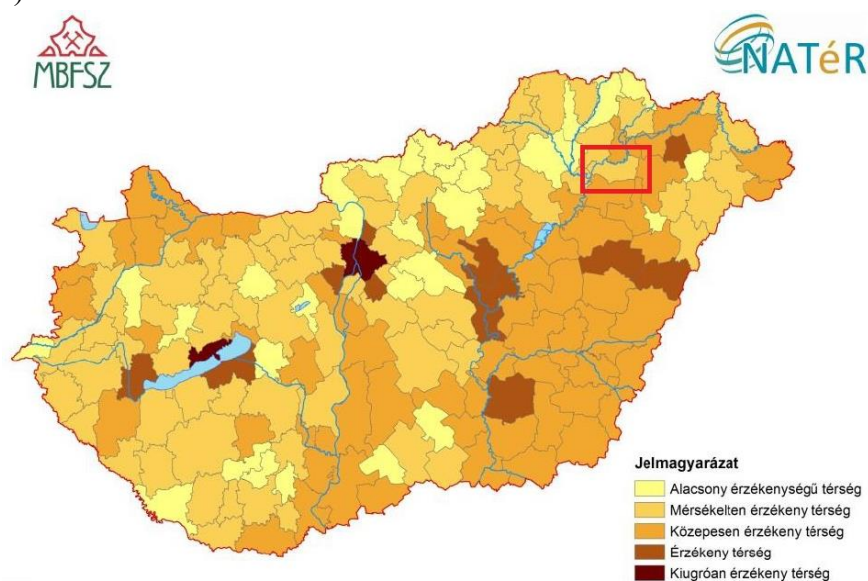 )
MBFSZ
NATéR
Jelmagyarázat
Alacsony érzékenységű térség
Mérsékelten érzékeny térség
Közepesen érzékeny térség
Érzékeny térség
Kiugróan érzékeny térség